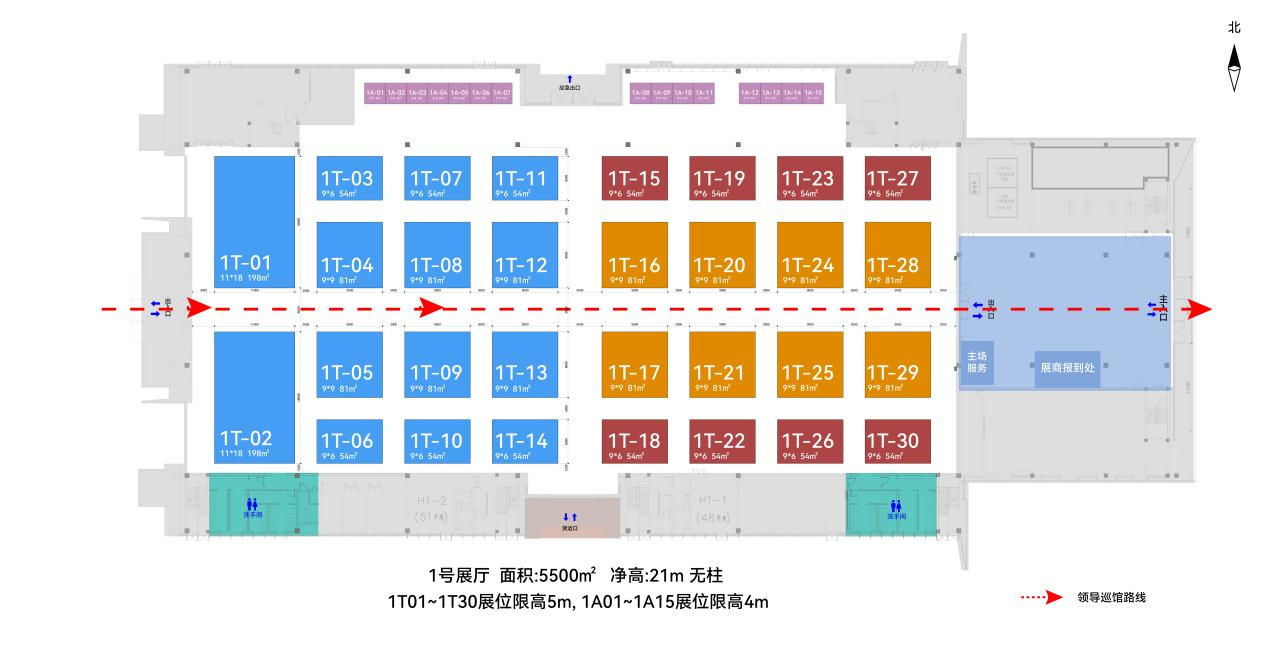 北
应急出口
1A-01 1A-02 1A-03 1A-04 1A-05 1A-06 1A-07
1A-08 1A-09 1A-10 1A-11
1A-12 1A-13 1A-14 1A-15
1T-01
11*18 198㎡
1T-03
9*6 54㎡
1T-07
9*6 54㎡
1T-11
9*6 54㎡
1T-15
9*6 54㎡
1T-19
9*6 54㎡
1T-23
9*6 54㎡
1T-27
9*6 54㎡
1T-04
9*9 81㎡
1T-08
9*9 81㎡
1T-12
9*9 81㎡
1T-16
9*9 81㎡
1T-20
9*9 81㎡
1T-24
9*9 81㎡
1T-28
9*9 81㎡
出
口
主
口
1T-02
11*18 198㎡
1T-05
9*9 81㎡
1T-09
9*9 81㎡
1T-13
9*9 81㎡
1T-17
9*9 81㎡
1T-21
9*9 81㎡
1T-25
9*9 81㎡
1T-29
9*9 81㎡
主场
服务
展商报到处
1T-06
9*6 54㎡
1T-10
9*6 54㎡
1T-14
9*6 54㎡
1T-18
9*6 54㎡
1T-22
9*6 54㎡
1T-26
9*6 54㎡
1T-30
9*6 54㎡
洗手间
H1-2
(51平米)
货运口
H1-1
(48平米)
洗手间
1号展厅 面积:5500㎡ 净高:21m 无柱
1T01~1T30展位限高5m, 1A01~1A15展位限高4m
领导巡馆路线